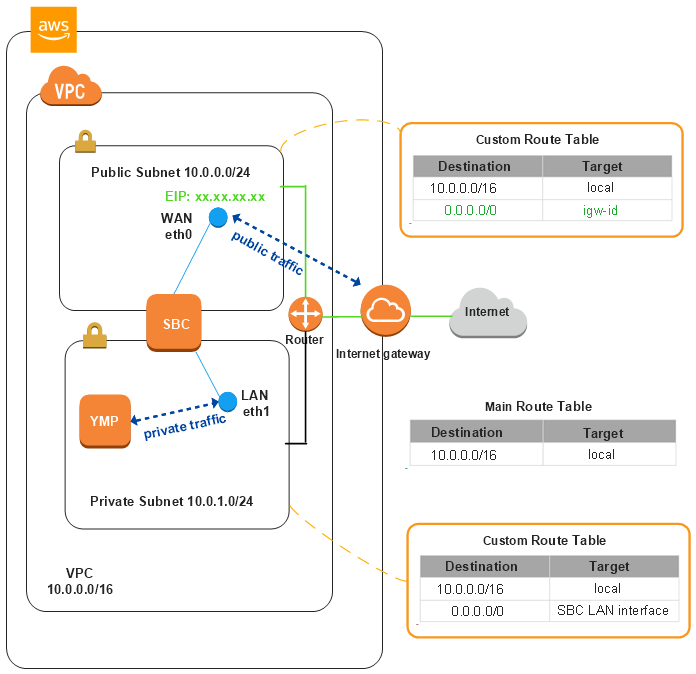 aws
VPC
Public Subnet 10.0.0.0/24
EIP: xx.xx.xx.xx
WAN
eth0
public traffic
SBC
Router
Internet gateway
Internet
LAN
eth1
YMP
private traffic
Private Subnet 10.0.1.0/24
VPC
10.0.0.0/16
Custom Route Table
Destination Target
10.0.0.0/16 local
0.0.0.0/0 igw-id
Main Route Table
Destination Target
10.0.0.0/16 local
Custom Route Table
Destination Target
10.0.0.0/16 local
0.0.0.0/0 SBC LAN interface